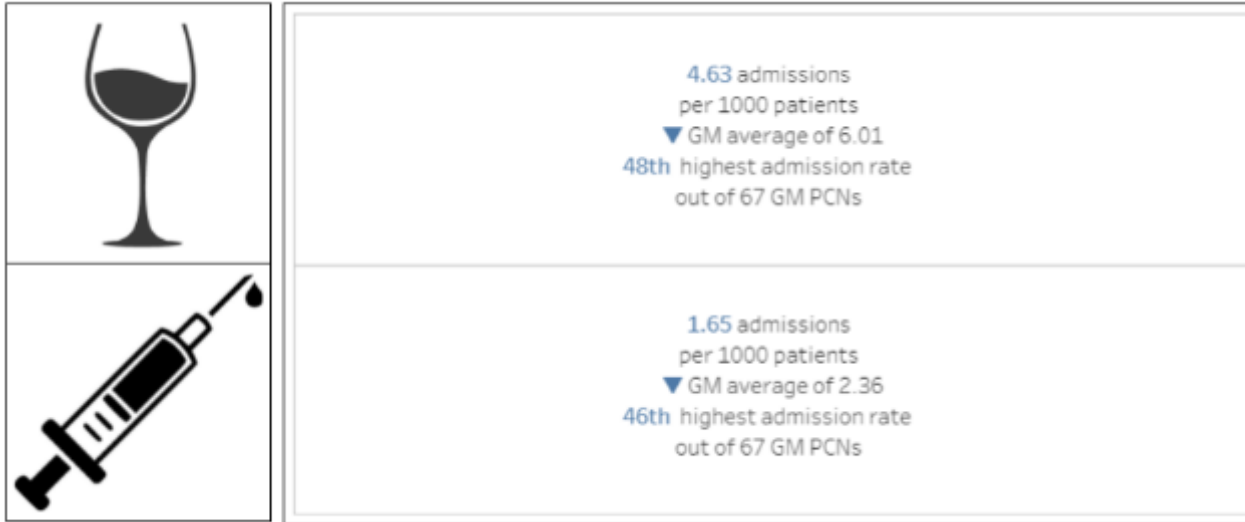 4.63 admissions
per 1000 patients
▼ GM average of 6.01
48th highest admission rate
out of 67 GM PCNs
1.65 admissions
per 1000 patients
▼ GM average of 2.36
46th highest admission rate
out of 67 GM PCNs